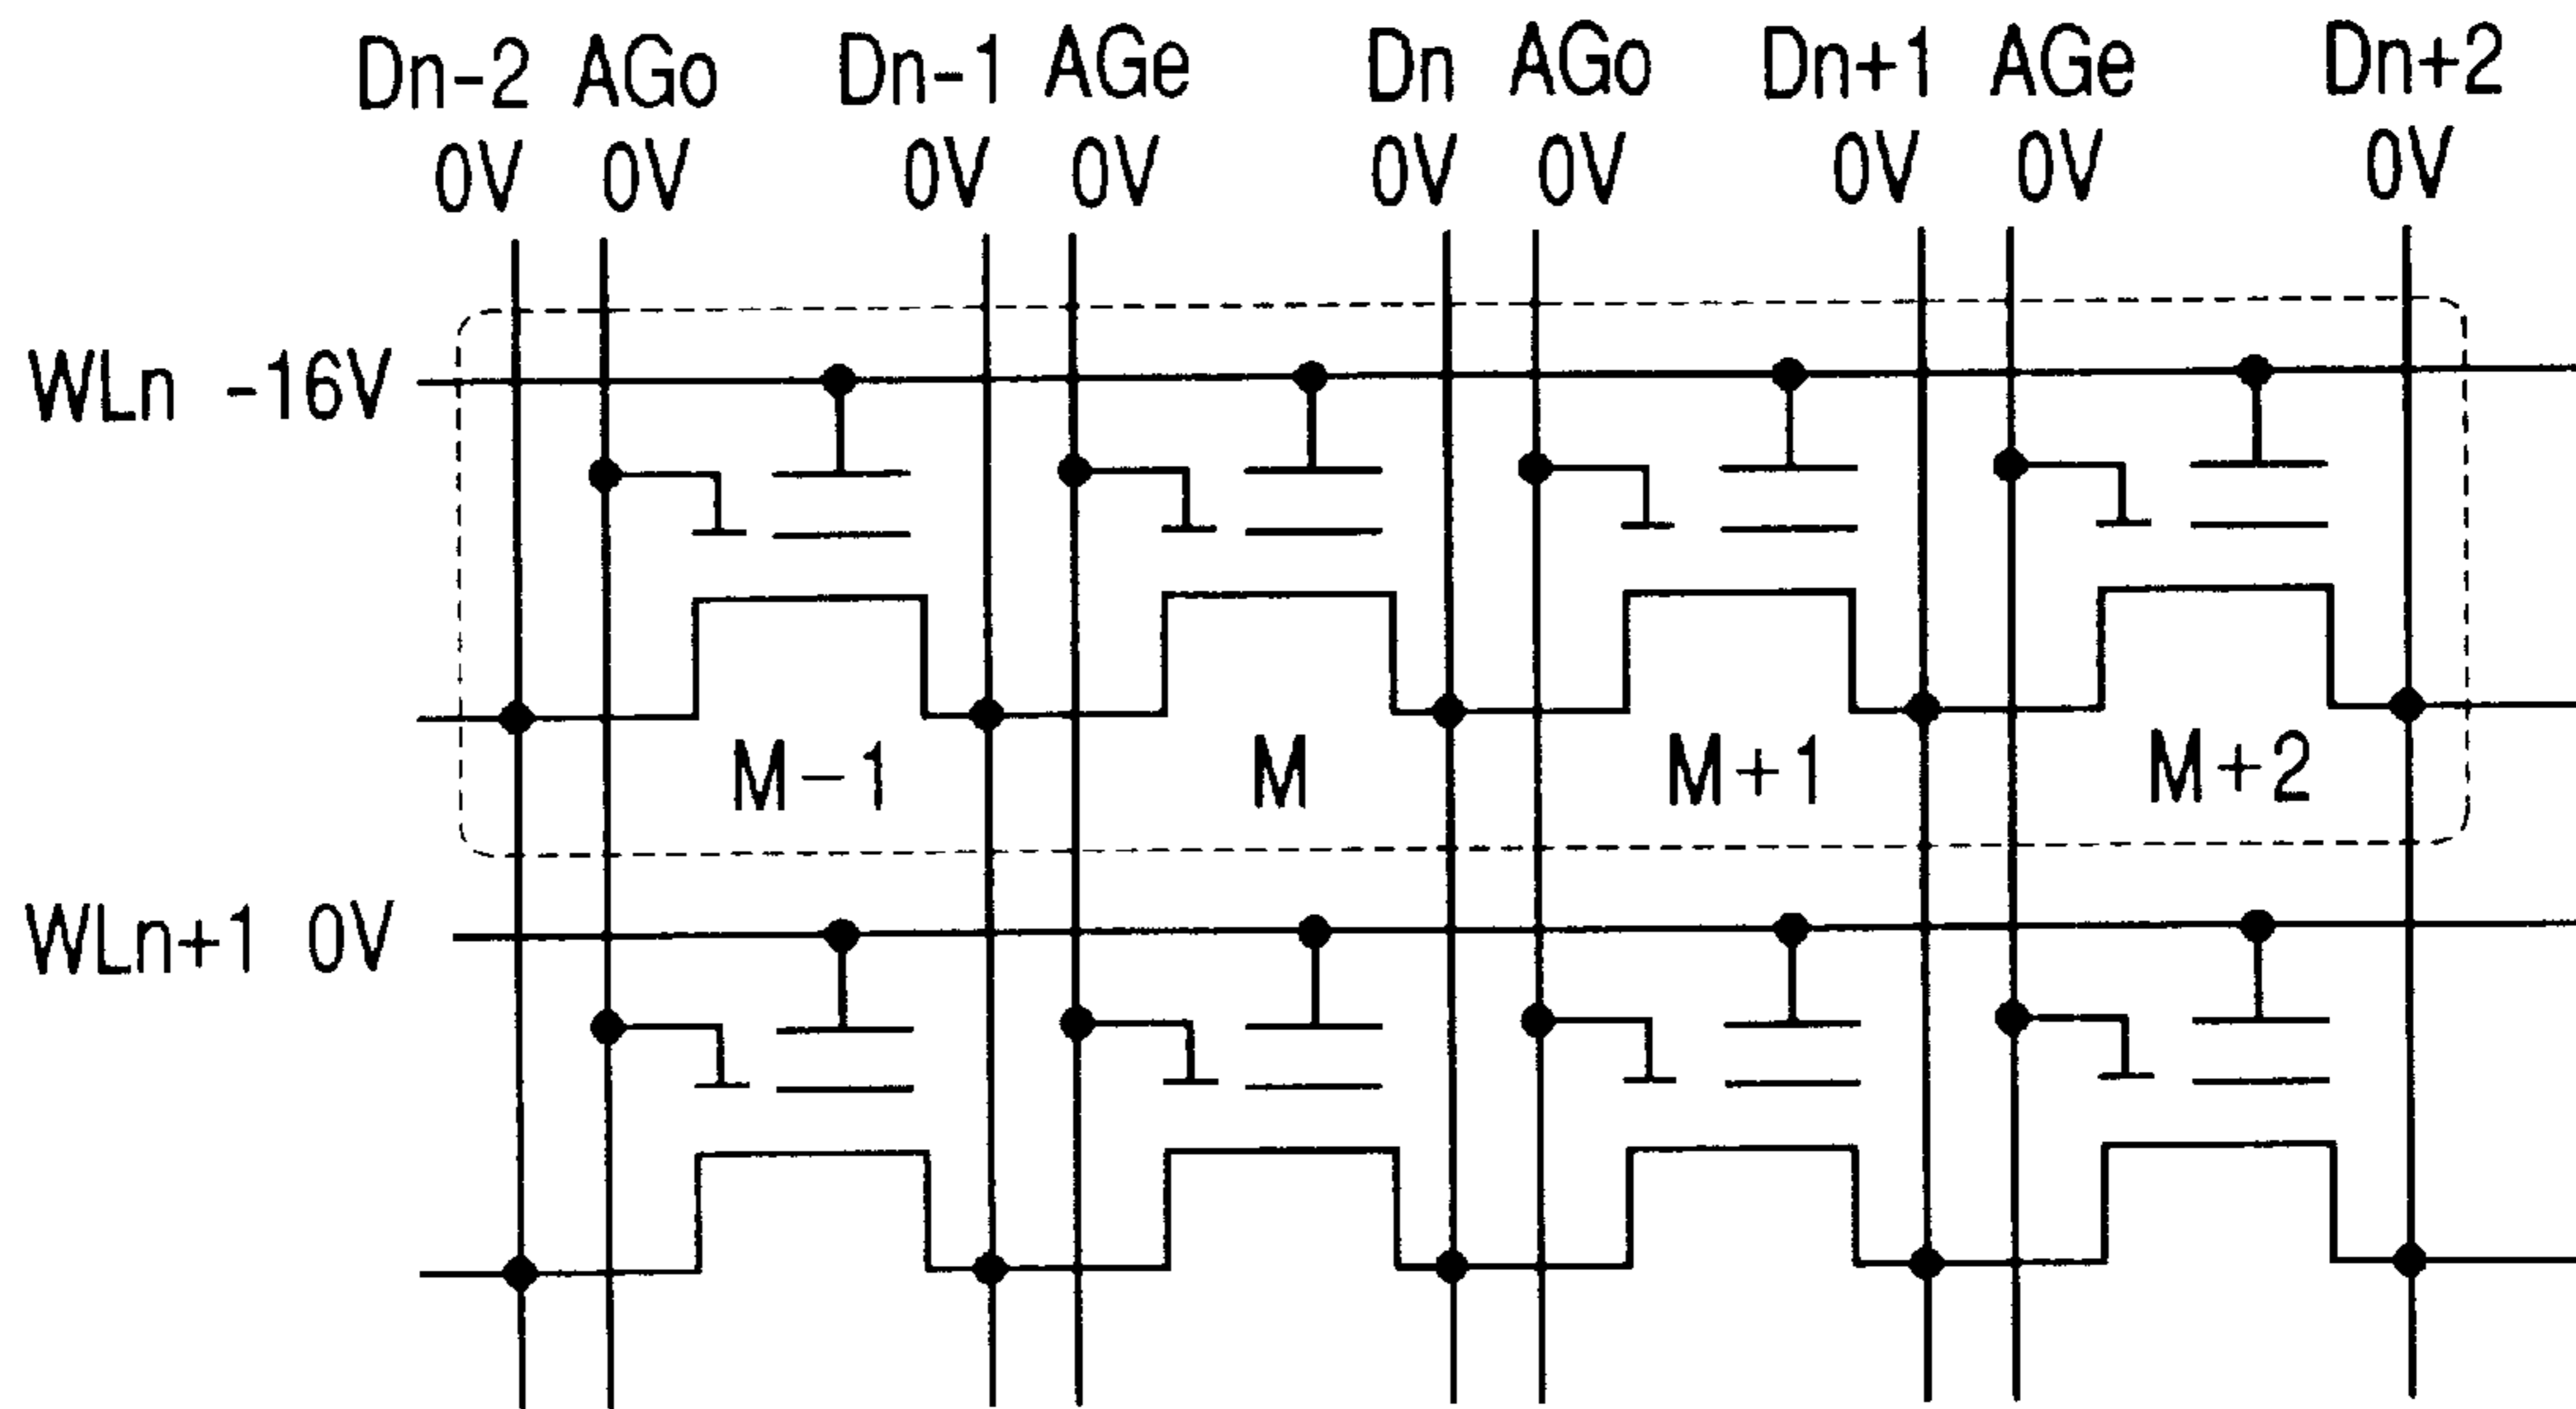 Dn-2 AGo Dn-1 AGe Dn AGo Dn+1 AGe Dn+2
0V 0V 0V 0V 0V 0V 0V 0V 0V
WLn -16V
M-1 M M+1 M+2
WLn+1 0V